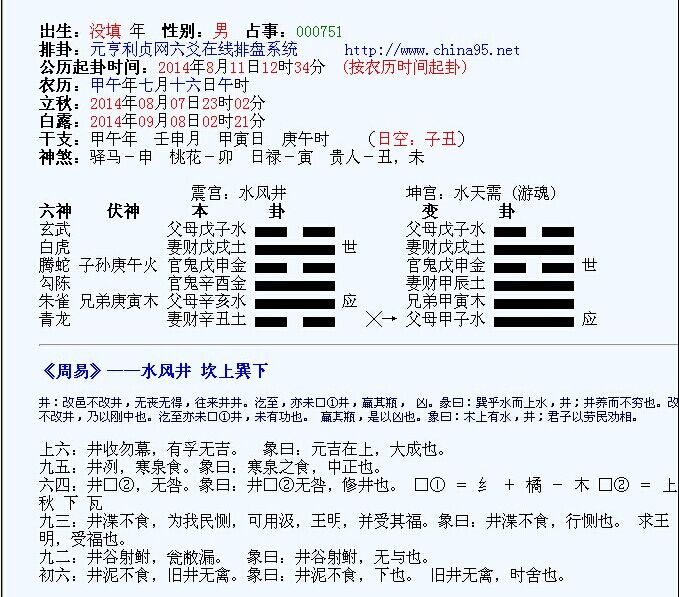 出生：没填 年 性别：男 占事：000751
排卦：元亨利贞网六爻在线排盘系统 http://www.china95.net
公历起卦时间：2014年8月11日12时34分 (按农历时间起卦)
农历：甲午年七月十六日午时
立秋：2014年08月07日23时02分
白露：2014年09月08日02时21分
干支：甲午年 壬申月 甲寅日 庚午时 （日空：子丑）
神煞：驿马－申 桃花－卯 日禄－寅 贵人－丑，未
震宫：水风井 坤宫：水天需 (游魂)
六神 伏神 本 卦 变 卦
玄武 父母戊子水 父母戊子水
白虎 妻财戊戌土 世 妻财戊戌土
腾蛇 子孙庚午火 官鬼戊申金 官鬼戊申金 世
勾陈 官鬼辛酉金 妻财甲辰土
朱雀 兄弟庚寅木 父母辛亥水 应 兄弟甲寅木
青龙 妻财辛丑土 ╳→ 父母甲子水 应
《周易》——水风井 坎上巽下
井：改邑不改井，无丧无得，往来井井。汔至，亦未□①井，羸其瓶， 凶。彖曰：巽乎水而上水，井；井养而不穷也。改
不改井，乃以刚中也。汔至亦未□①井，未有功也。 羸其瓶，是以凶也。象曰：木上有水，井；君子以劳民劝相。
上六：井收勿幕，有孚无吉。 象曰：元吉在上，大成也。
九五：井冽，寒泉食。象曰：寒泉之食，中正也。
六四：井□②，无咎。象曰：井□②无咎，修井也。 □① ＝ 纟 ＋ 橘 － 木 □② ＝ 上
秋 下 瓦
九三：井渫不食，为我民恻，可用汲，王明，并受其福。象曰：井渫不食，行恻也。 求王
明，受福也。
九二：井谷射鲋，瓮敝漏。 象曰：井谷射鲋，无与也。
初六：井泥不食，旧井无禽。象曰：井泥不食，下也。 旧井无禽，时舍也。